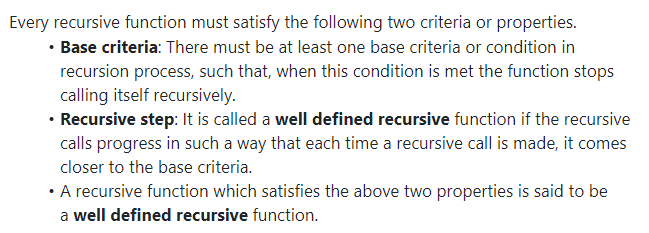 Every recursive function must satisfy the following two criteria or properties.
• Base criteria: There must be at least one base criteria or condition in
recursion process, such that, when this condition is met the function stops
calling itself recursively.
• Recursive step: It is called a well defined recursive function if the recursive
calls progress in such a way that each time a recursive call is made, it comes
closer to the base criteria.
• A recursive function which satisfies the above two properties is said to be
a well defined recursive function.